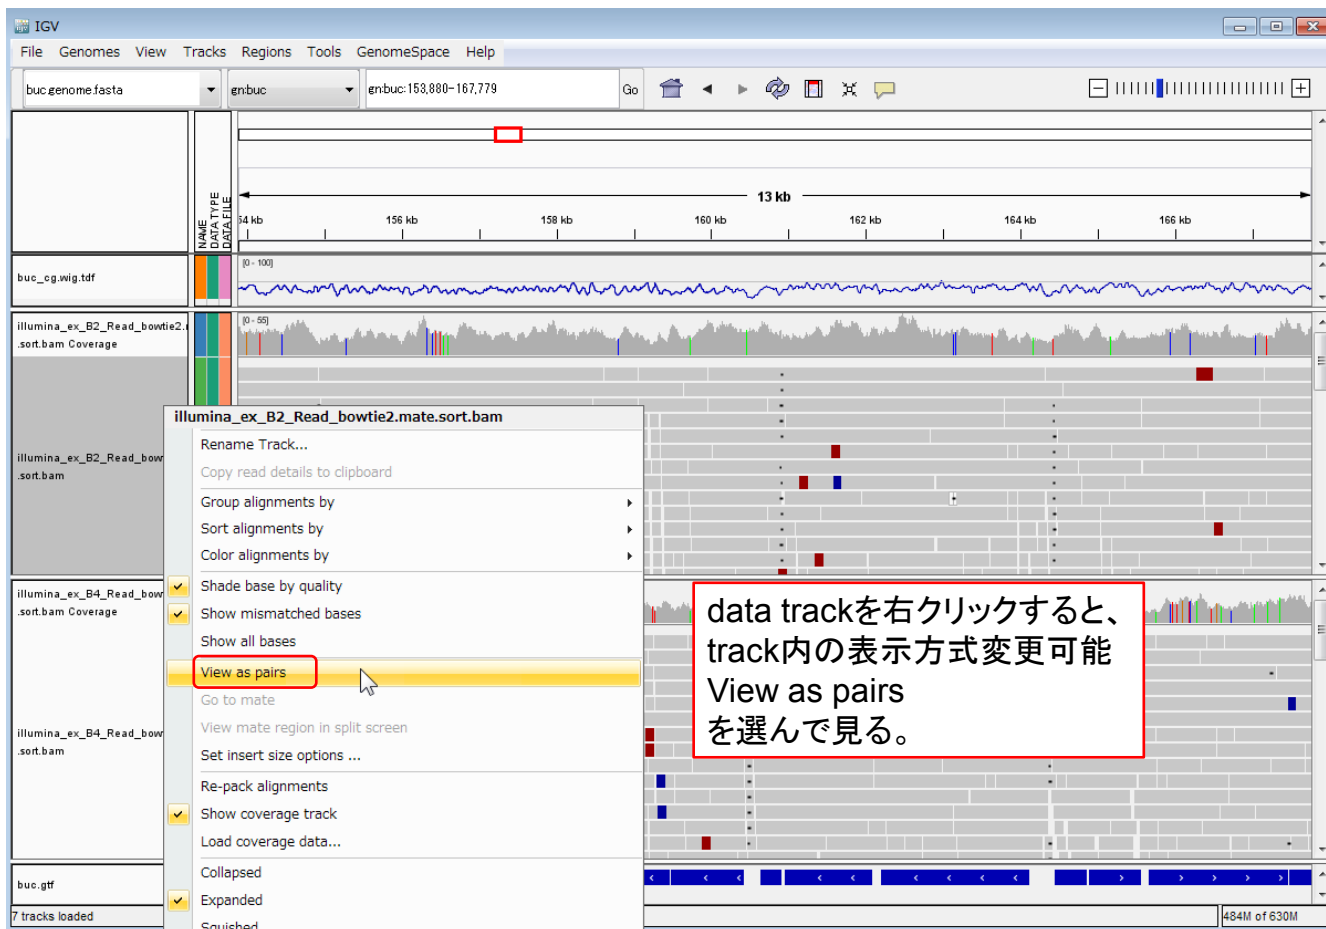 IGV
File Genomes View Tracks Regions Tools GenomeSpace Help
buc.genome.fasta gn:buc gn:buc:153,880-167,779 Go
NAME
DATA TYPE
DATA FILE
13 kb
54 kb 156 kb 158 kb 160 kb 162 kb 164 kb 166 kb
buc_cg.wig.tdf
[0 - 100]
illumina_ex_B2_Read_bowtie2.
.sort.bam Coverage
[0 - 55]
illumina_ex_B2_Read_bow
.sort.bam
illumina_ex_B2_Read_bowtie2.mate.sort.bam
Rename Track...
Copy read details to clipboard
Group alignments by
Sort alignments by
Color alignments by
Shade base by quality
Show mismatched bases
Show all bases
View as pairs
Go to mate
View mate region in split screen
Set insert size options ...
Re-pack alignments
Show coverage track
Load coverage data...
Collapsed
Expanded
Squished
illumina_ex_B4_Read_bow
.sort.bam Coverage
illumina_ex_B4_Read_bow
.sort.bam
data trackを右クリックすると、
track内の表示方式変更可能
View as pairs
を選んで見る。
buc.gtf
7 tracks loaded
484M of 630M